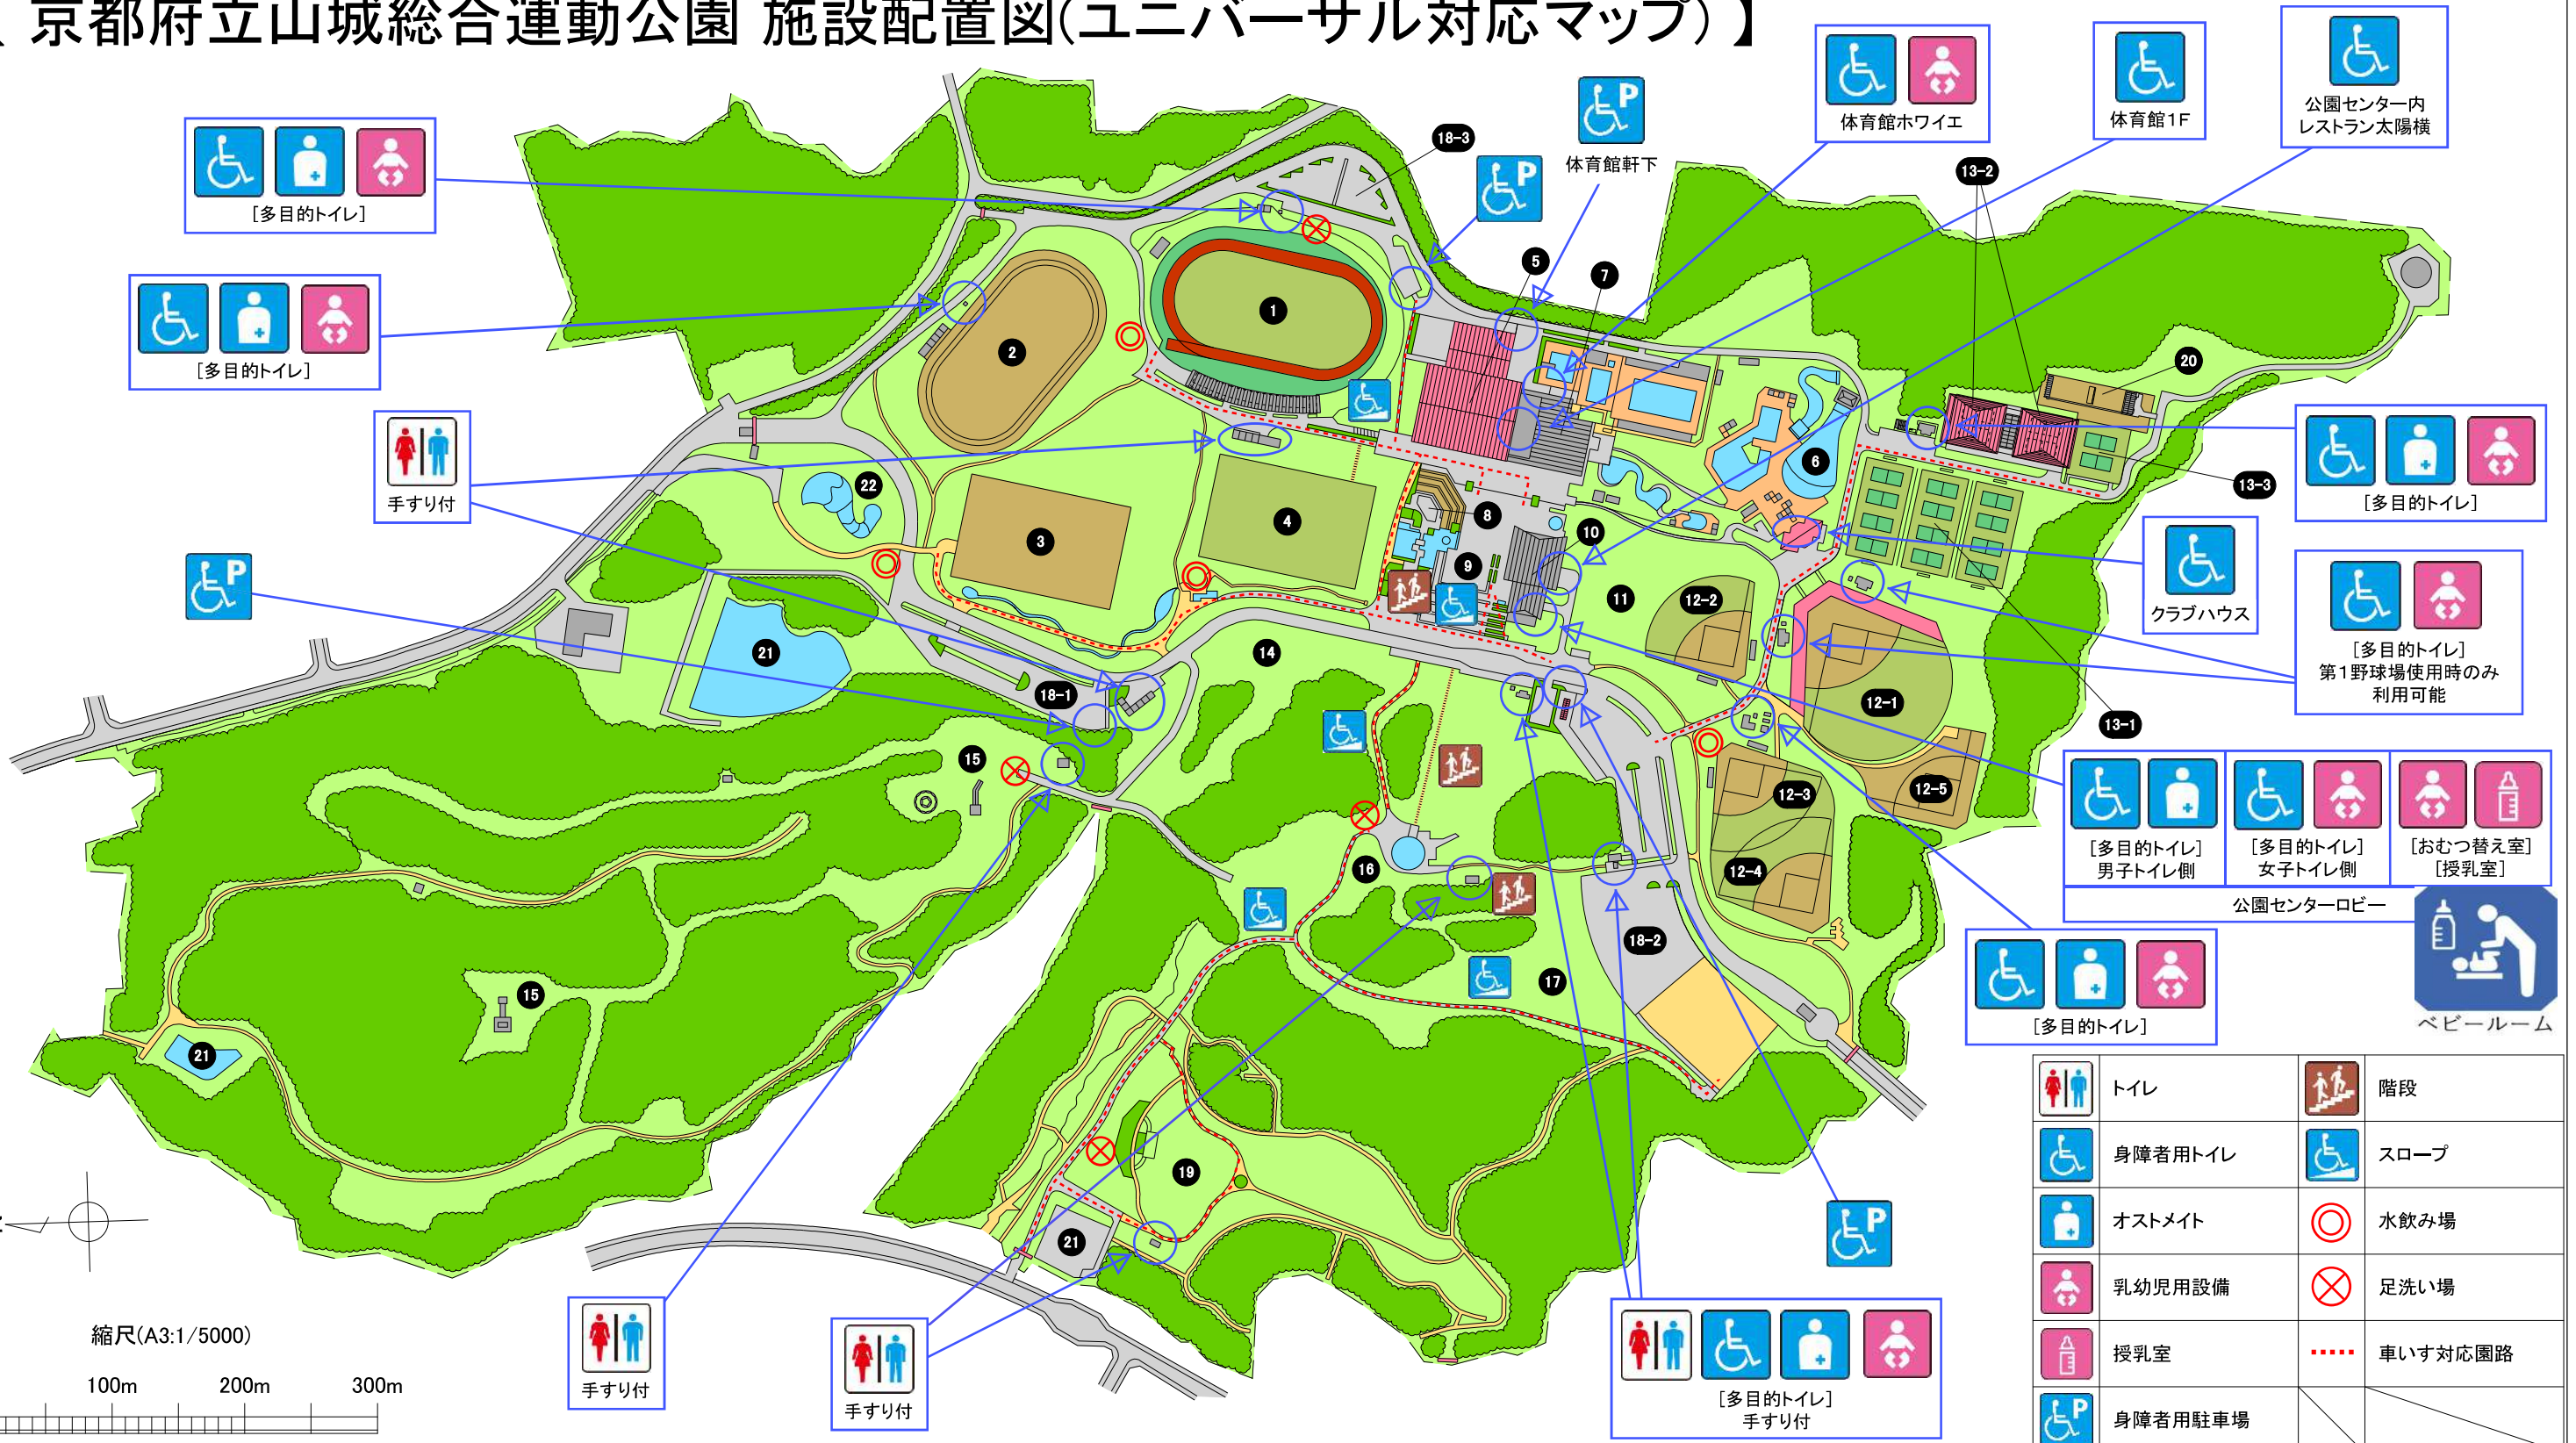 京都府立山城総合運動公園 施設配置図(ユニバーサル対応マップ)】
体育館ホワイエ
体育館1F
公園センター内
レストラン太陽横
体育館軒下
[多目的トイレ]
[多目的トイレ]
手すり付
18-3
13-2
5
7
1
2
20
6
22
13-3
[多目的トイレ]
3
4
8
9
10
11
12-2
クラブハウス
[多目的トイレ]
第1野球場使用時のみ
利用可能
21
14
18-1
12-1
13-1
15
12-3
12-5
12-4
16
[多目的トイレ]
男子トイレ側
[多目的トイレ]
女子トイレ側
[おむつ替え室]
[授乳室]
公園センターロビー
18-2
17
15
21
ベビールーム
[多目的トイレ]
19
21
手すり付
手すり付
[多目的トイレ]
手すり付
縮尺(A3:1/5000)
100m 200m 300m
P
P
P
P
トイレ 階段
身障者用トイレ スロープ
オストメイト 水飲み場
乳幼児用設備 足洗い場
授乳室 車いす対応園路
P 身障者用駐車場